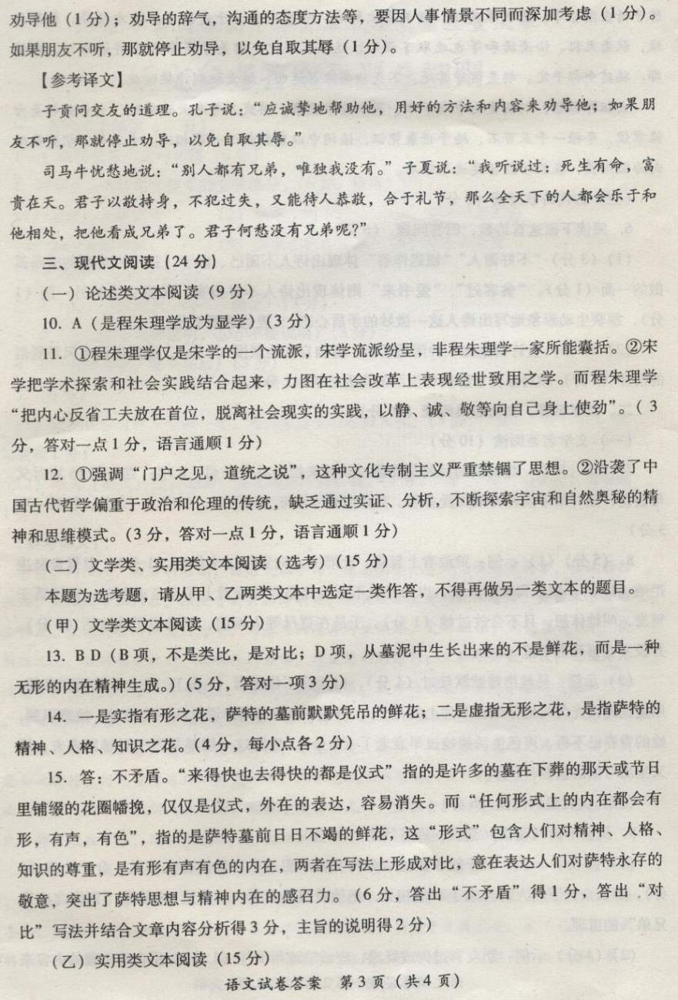 劝导他（1 分）；劝导的辞气，沟通的态度方法等，要因人事情景不同而深加考虑（1 分）。
如果朋友不听，那就停止劝导，以免自取其辱（1 分）。
【参考译文】
子贡问交友的道理。孔子说：“应诚挚地帮助他，用好的方法和内容来劝导他；如果朋
友不听，那就停止劝导，以免自取其辱。”
司马牛忧愁地说：“别人都有兄弟，唯独我没有。”子夏说：“我听说过：死生有命，富
贵在天。君子以敬持身，不犯过失，又能待人恭敬，合于礼节，那么全天下的人都会乐于和
他相处，把他看成兄弟了。君子何愁没有兄弟呢?”
三、现代文阅读（24 分）
（一）论述类文本阅读（9 分）
10. A（是程朱理学成为显学）（3 分）
11. ①程朱理学仅是宋学的一个流派，宋学流派纷呈，非程朱理学一家所能囊括。②宋
学把学术探索和社会实践结合起来，力图在社会改革上表现经世致用之学。而程朱理学
“把内心反省工夫放在首位，脱离社会现实的实践，以静、诚、敬等向自己身上使劲”。（ 3
分，答对一点 1 分，语言通顺 1 分）
12. ①强调“门户之见，道统之说”，这种文化专制主义严重禁锢了思想。②沿袭了中
国古代哲学偏重于政治和伦理的传统，缺乏通过实证、分析，不断探索宇宙和自然奥秘的精
神和思维模式。（3 分，答对一点 1 分，语言通顺 1 分）
（二）文学类、实用类文本阅读（选考）（15 分）
本题为选考题，请从甲、乙两类文本中选定一类作答，不得再做另一类文本的题目。
（甲）文学类文本阅读（15 分）
13. B D（B 项，不是类比，是对比；D 项，从墓泥中生长出来的不是鲜花，而是一种
无形的内在精神生成。）（5 分，答对一项 3 分）
14. 一是实指有形之花，萨特的墓前默默凭吊的鲜花；二是虚指无形之花，是指萨特的
精神、人格、知识之花。（4 分，每小点各 2 分）
15. 答：不矛盾。“来得快也去得快的都是仪式”指的是许多的墓在下葬的那天或节日
里铺缀的花圈幡挽，仅仅是仪式，外在的表达，容易消失。而“任何形式上的内在都会有
形，有声，有色”，指的是萨特墓前日日不竭的鲜花，这“形式”包含人们对精神、人格、
知识的尊重，是有形有声有色的内在，两者在写法上形成对比，意在表达人们对萨特永存的
敬意，突出了萨特思想与精神内在的感召力。（6 分，答出“不矛盾”得 1 分，答出“对
比”写法并结合文章内容分析得 3 分，主旨的说明得 2 分）
（乙）实用类文本阅读（15 分）
语文试卷答案　第 3 页（共 4 页）